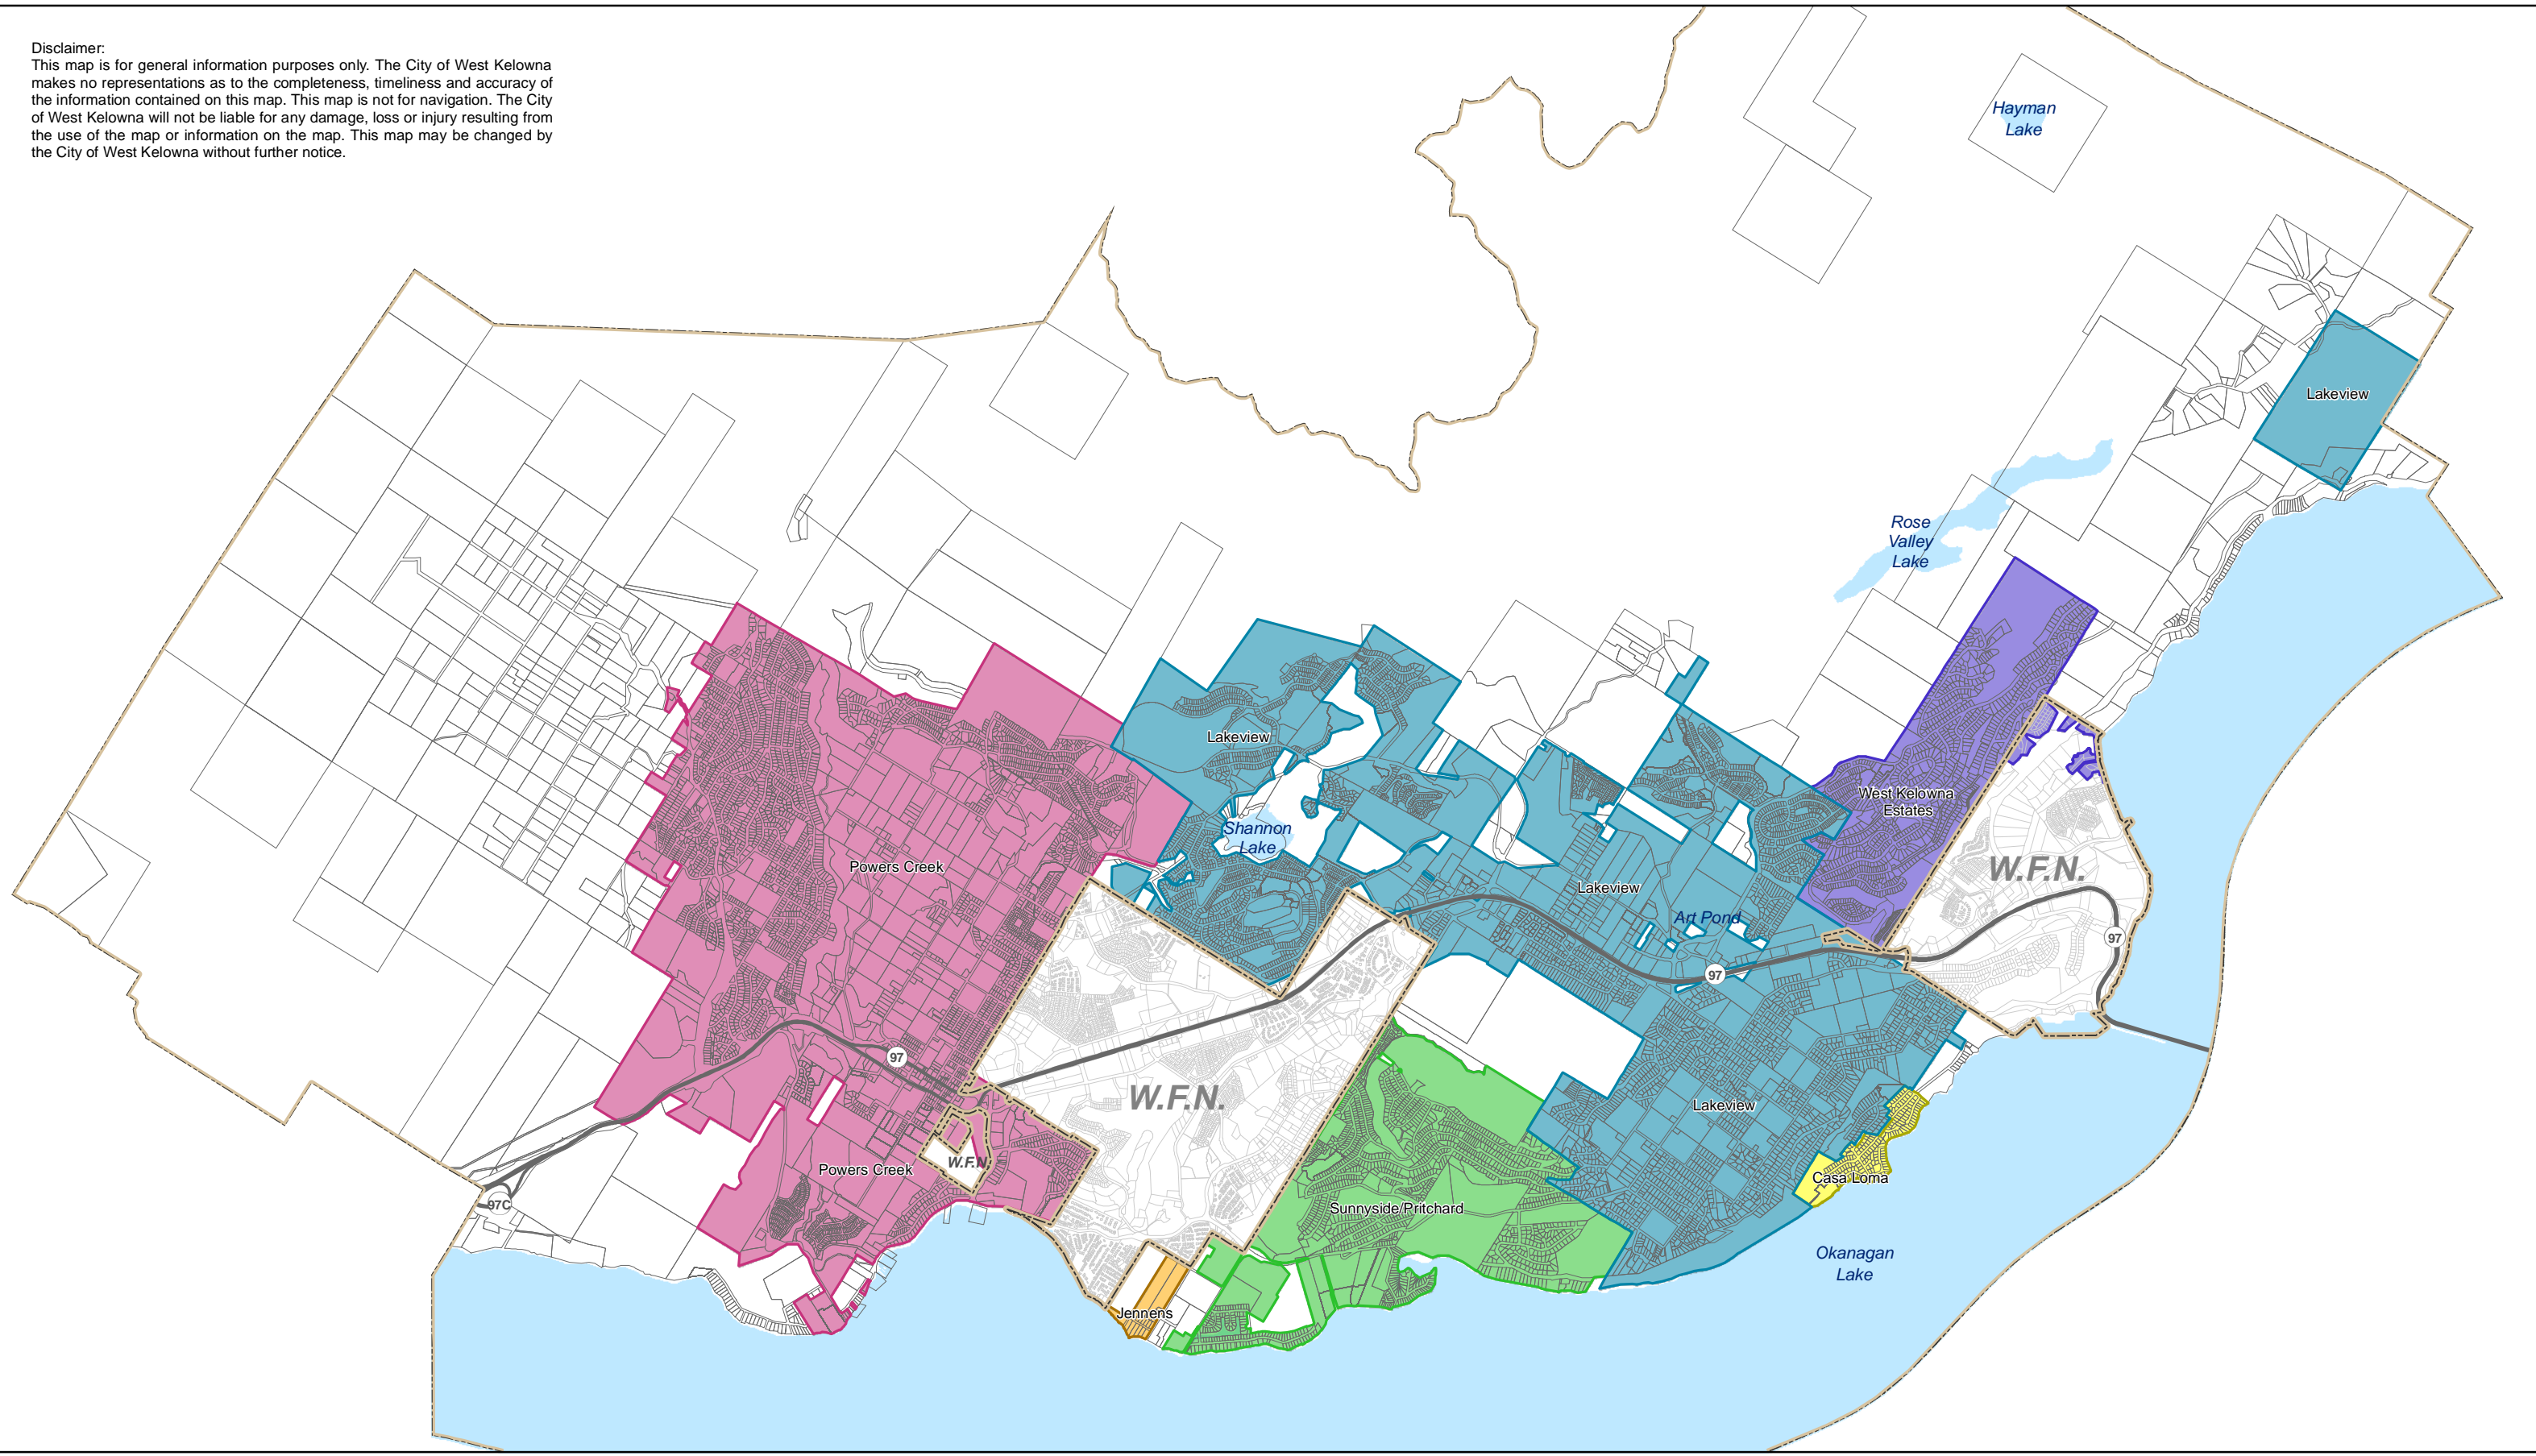 Disclaimer:
This map is for general information purposes only. The City of West Kelowna
makes no representations as to the completeness, timeliness and accuracy of
the information contained on this map. This map is not for navigation. The City
of West Kelowna will not be liable for any damage, loss or injury resulting from
the use of the map or information on the map. This map may be changed by
the City of West Kelowna without further notice.
Hayman
Lake
Lakeview
Rose
Valley
Lake
Lakeview
West Kelowna
Estates
Shannon
Lake
Powers Creek
W.F.N.
Lakeview
Art Pond
97
97
97
W.F.N.
Lakeview
W.F.N.
Powers Creek
Casa Loma
97C
Sunnyside/Pritchard
Okanagan
Lake
Jennens